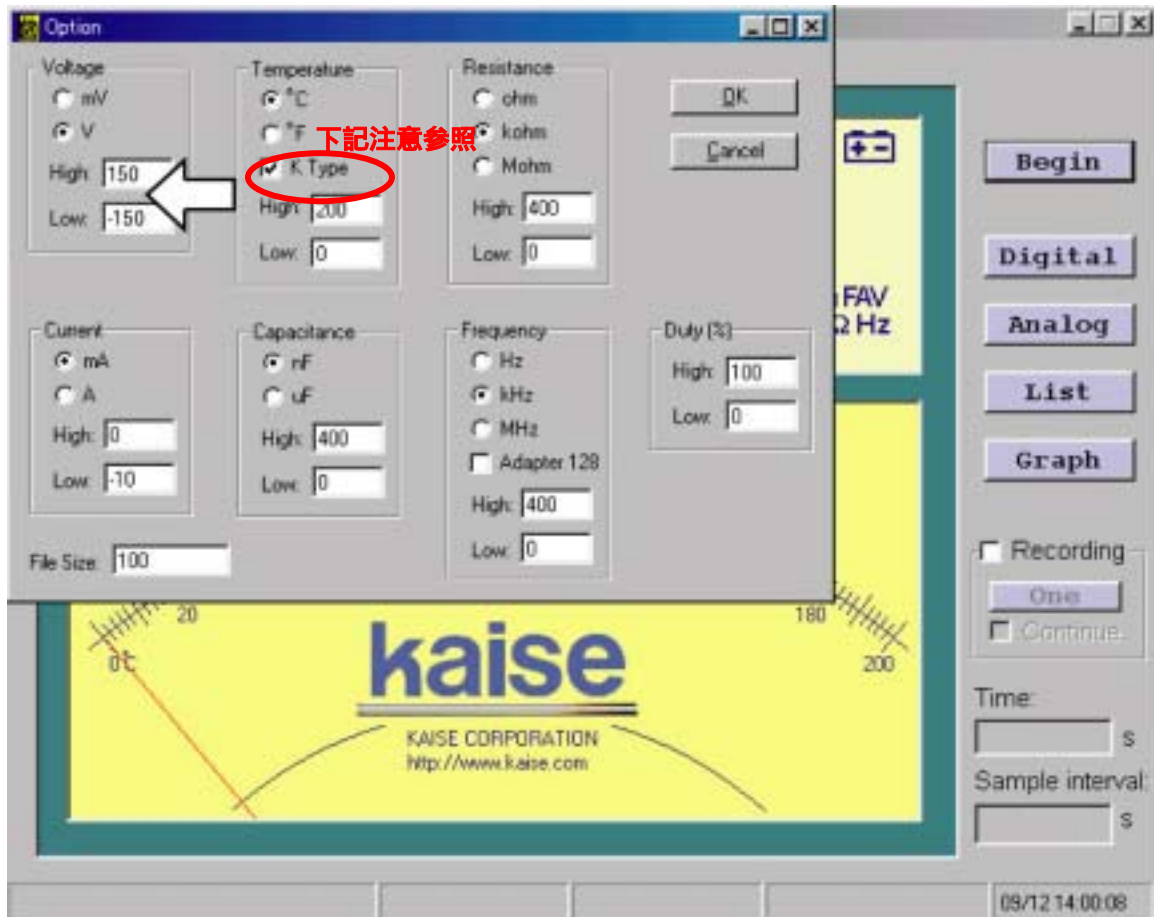 Option
Voltage
mV
V
High: 150
Low: -150
Temperature
°C
°F
下記注意参照
K Type
High: 200
Low: 0
Resistance
ohm
kohm
Mohm
High: 400
Low: 0
OK
Cancel
Current
mA
A
High: 0
Low: -10
Capacitance
nF
uF
High: 400
Low: 0
Frequency
Hz
kHz
MHz
Adapter 128
High: 400
Low: 0
Duty (%)
High: 100
Low: 0
File Size: 100
FAV
Ω Hz
Begin
Digital
Analog
List
Graph
Recording
One
Continue
Time:
s
Sample interval:
s
0℃
20
180
200
kaise
KAISE CORPORATION
http://www.kaise.com
09/12 14:00:08